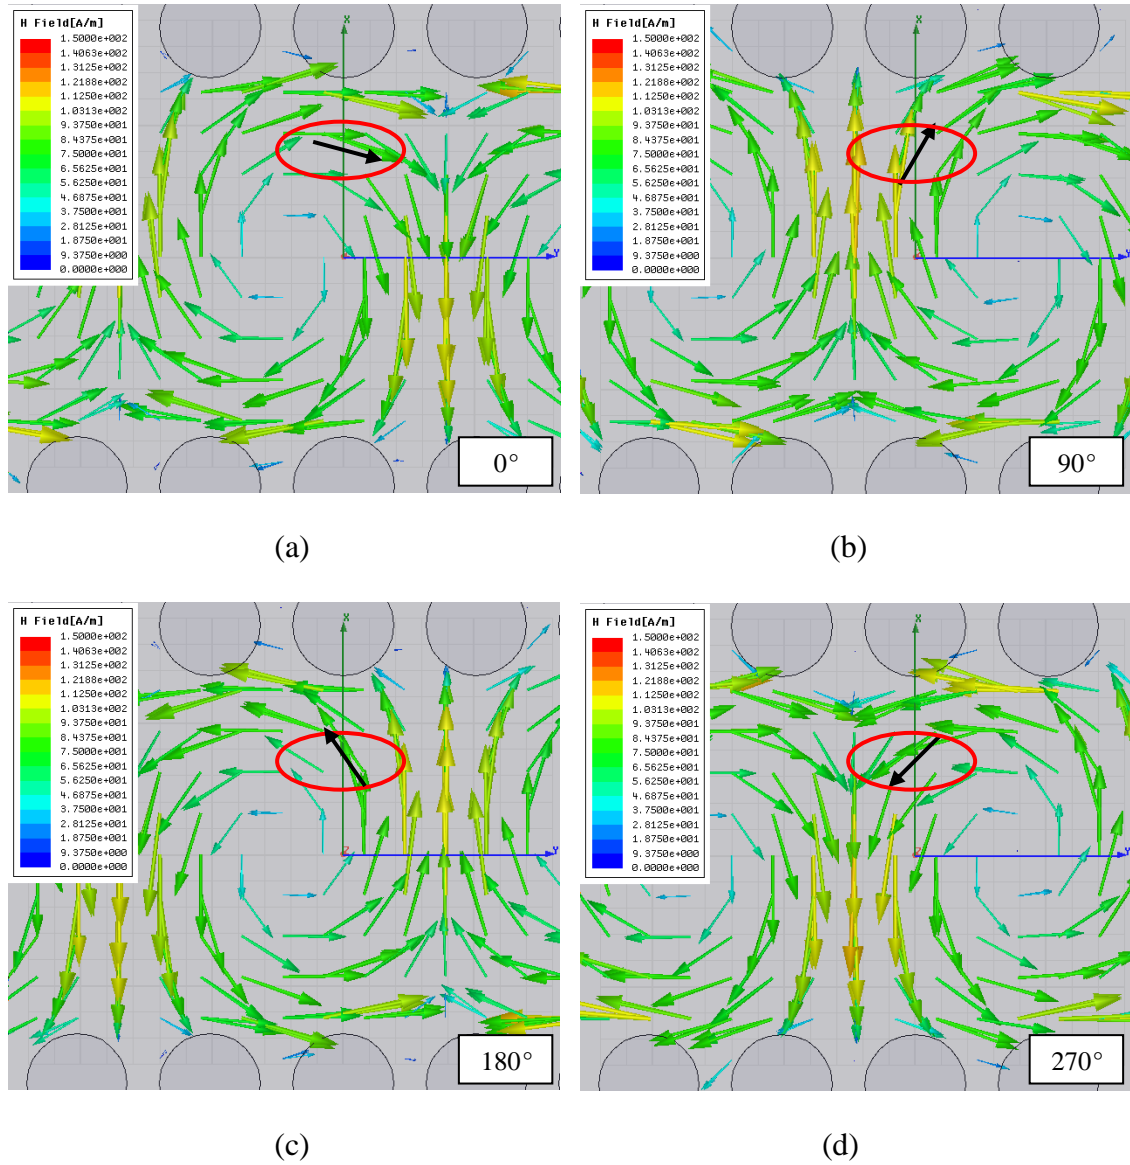 H Field[A/m]
1.5000e+002
1.4063e+002
1.3125e+002
1.2188e+002
1.1250e+002
1.0313e+002
9.3750e+001
8.4375e+001
7.5000e+001
6.5625e+001
5.6250e+001
4.6875e+001
3.7500e+001
2.8125e+001
1.8750e+001
9.3750e+000
0.0000e+000
X
Y
0°
(a)
H Field[A/m]
1.5000e+002
1.4063e+002
1.3125e+002
1.2188e+002
1.1250e+002
1.0313e+002
9.3750e+001
8.4375e+001
7.5000e+001
6.5625e+001
5.6250e+001
4.6875e+001
3.7500e+001
2.8125e+001
1.8750e+001
9.3750e+000
0.0000e+000
X
Y
90°
(b)
H Field[A/m]
1.5000e+002
1.4063e+002
1.3125e+002
1.2188e+002
1.1250e+002
1.0313e+002
9.3750e+001
8.4375e+001
7.5000e+001
6.5625e+001
5.6250e+001
4.6875e+001
3.7500e+001
2.8125e+001
1.8750e+001
9.3750e+000
0.0000e+000
X
Z
Y
180°
(c)
H Field[A/m]
1.5000e+002
1.4063e+002
1.3125e+002
1.2188e+002
1.1250e+002
1.0313e+002
9.3750e+001
8.4375e+001
7.5000e+001
6.5625e+001
5.6250e+001
4.6875e+001
3.7500e+001
2.8125e+001
1.8750e+001
9.3750e+000
0.0000e+000
X
Z
Y
270°
(d)